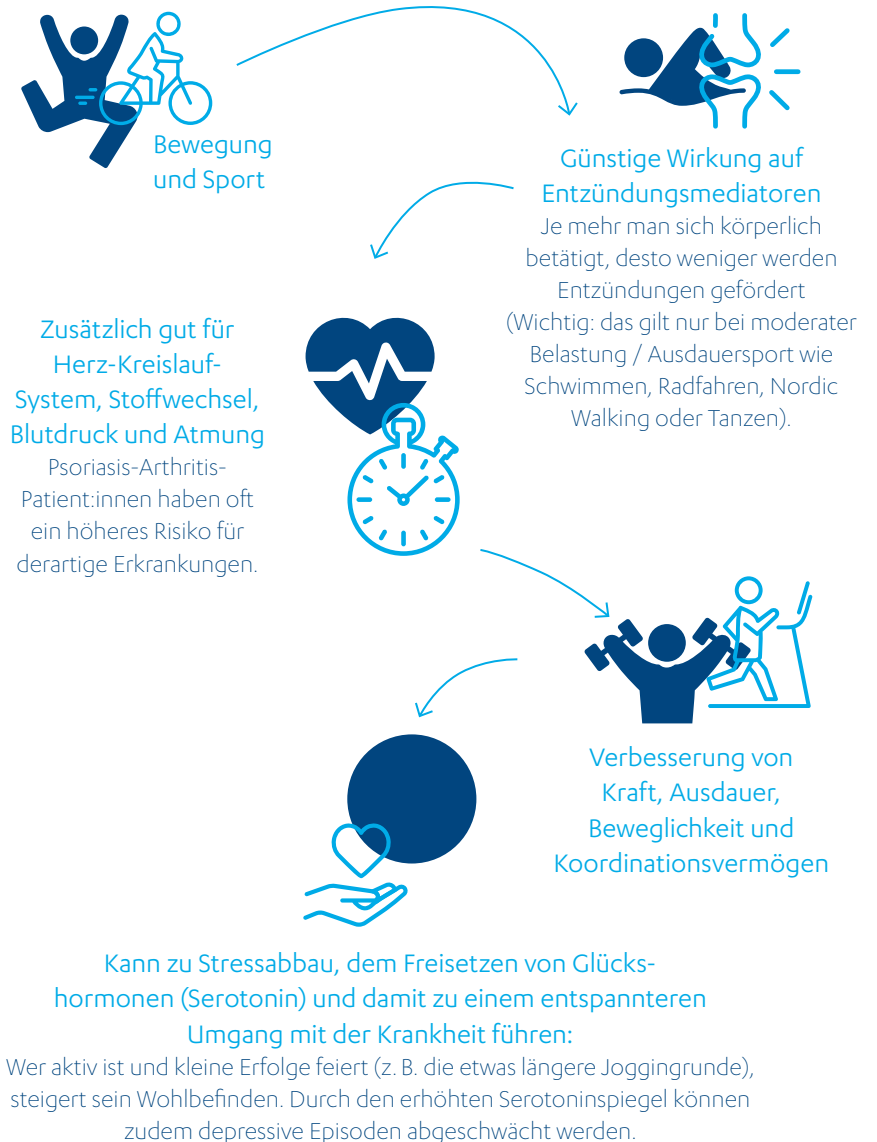 Bewegung
und Sport
Günstige Wirkung auf
Entzündungsmediatoren
Je mehr man sich körperlich
betätigt, desto weniger werden
Entzündungen gefördert
(Wichtig: das gilt nur bei moderater
Belastung / Ausdauersport wie
Schwimmen, Radfahren, Nordic
Walking oder Tanzen).
Zusätzlich gut für
Herz-Kreislauf-
System, Stoffwechsel,
Blutdruck und Atmung
Psoriasis-Arthritis-
Patient:innen haben oft
ein höheres Risiko für
derartige Erkrankungen.
Verbesserung von
Kraft, Ausdauer,
Beweglichkeit und
Koordinationsvermögen
Kann zu Stressabbau, dem Freisetzen von Glücks-
hormonen (Serotonin) und damit zu einem entspannteren
Umgang mit der Krankheit führen:
Wer aktiv ist und kleine Erfolge feiert (z. B. die etwas längere Joggingrunde),
steigert sein Wohlbefinden. Durch den erhöhten Serotoninspiegel können
zudem depressive Episoden abgeschwächt werden.